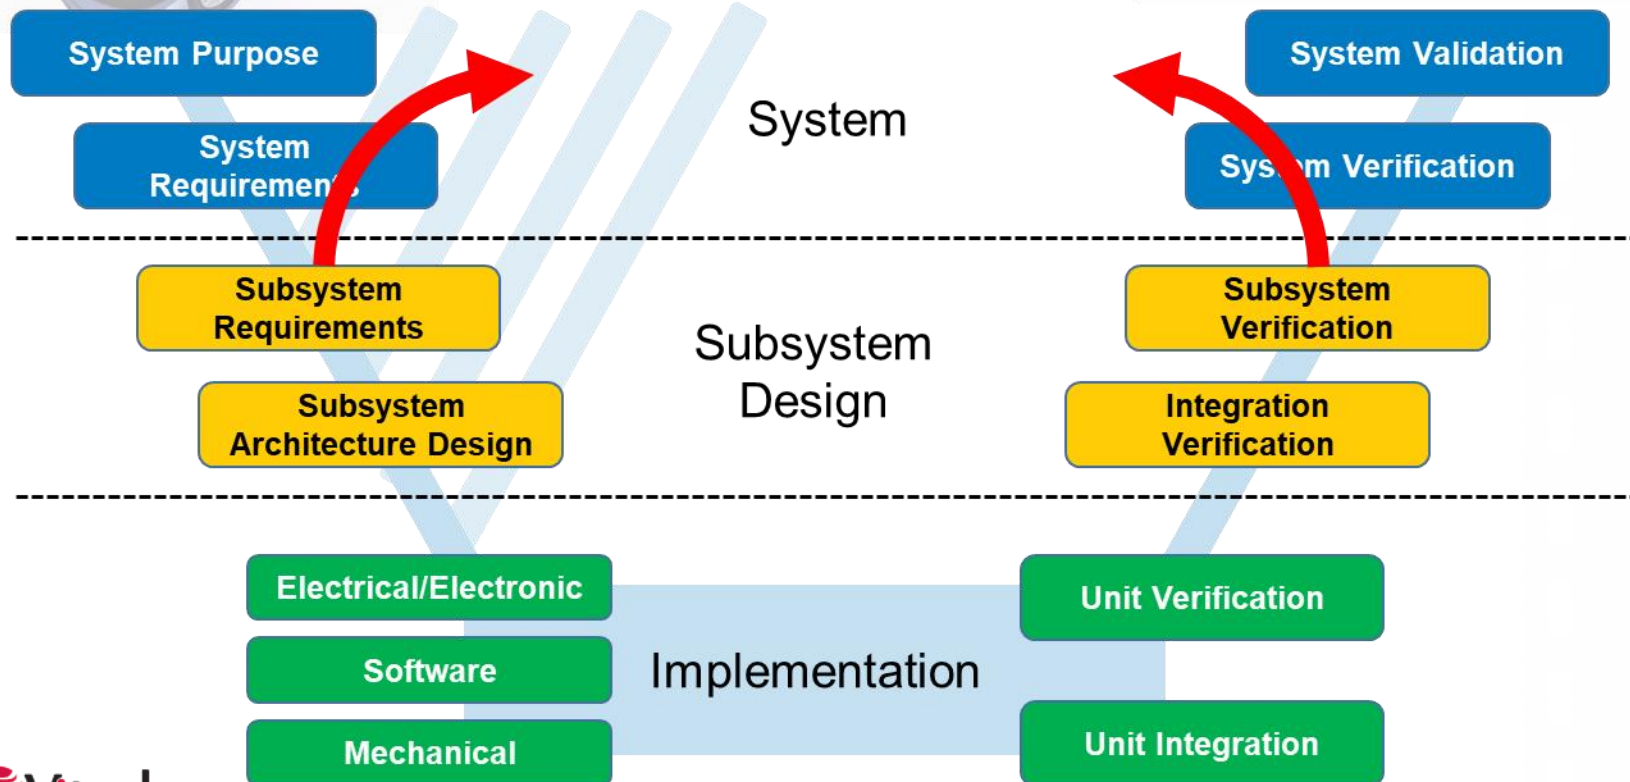 System Purpose
System Validation
System
System
Requirements
System Verification
Subsystem
Requirements
Subsystem
Design
Subsystem
Verification
Subsystem
Architecture Design
Integration
Verification
Electrical/Electronic
Unit Verification
Software
Implementation
Mechanical
Unit Integration